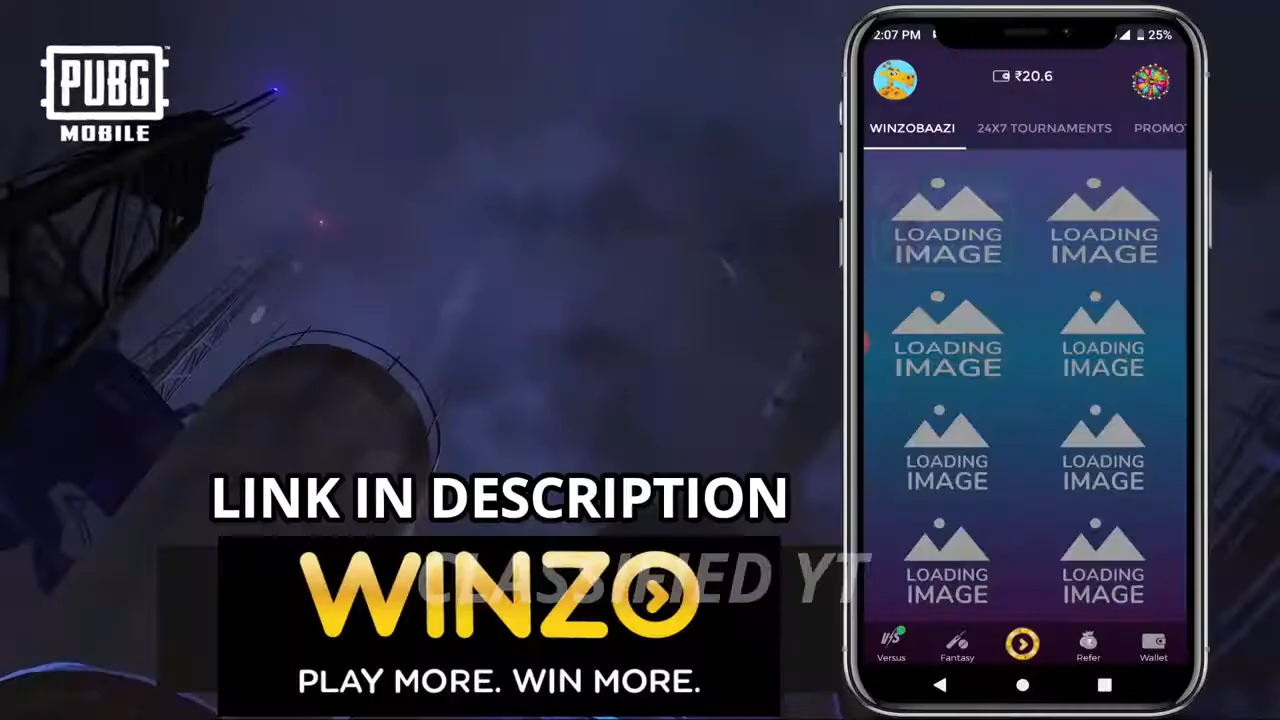 PUBG
MOBILE
LINK IN DESCRIPTION
WINZO
CLASSIFIED YT
PLAY MORE. WIN MORE.
2:07 PM
25%
₹20.6
WINZOBAAZI 24X7 TOURNAMENTS PROMO
LOADING IMAGE LOADING IMAGE
LOADING IMAGE LOADING IMAGE
LOADING IMAGE LOADING IMAGE
LOADING IMAGE LOADING IMAGE
V/S
Versus Fantasy Refer Wallet